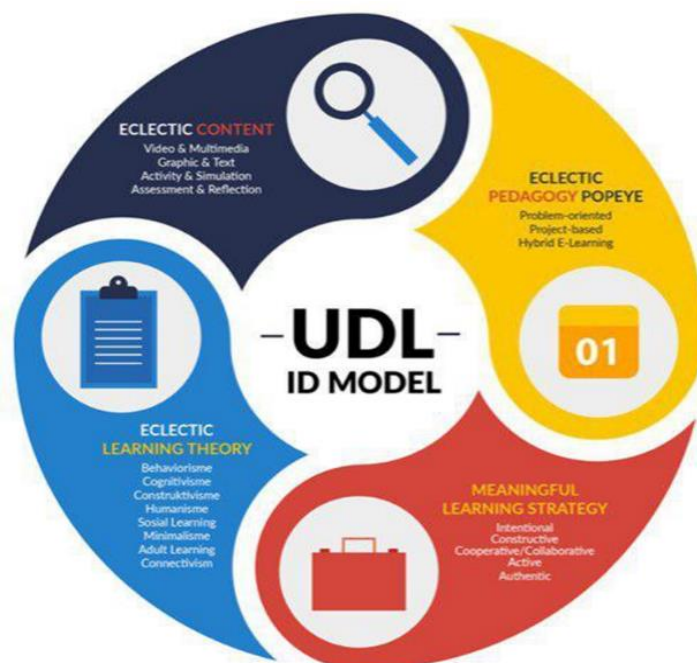 ECLECTIC CONTENT
Video & Multimedia
Graphic & Text
Activity & Simulation
Assessment & Reflection
ECLECTIC
PEDAGOGY POPEYE
Problem-oriented
Project-based
Hybrid E-Learning
01
-UDL-
ID MODEL
ECLECTIC
LEARNING THEORY
Behaviorisme
Cognitivisme
Construktivisme
Humanisme
Sosial Learning
Minimalisme
Adult Learning
Connectivism
MEANINGFUL
LEARNING STRATEGY
Intentional
Constructive
Cooperative/Collaborative
Active
Authentic